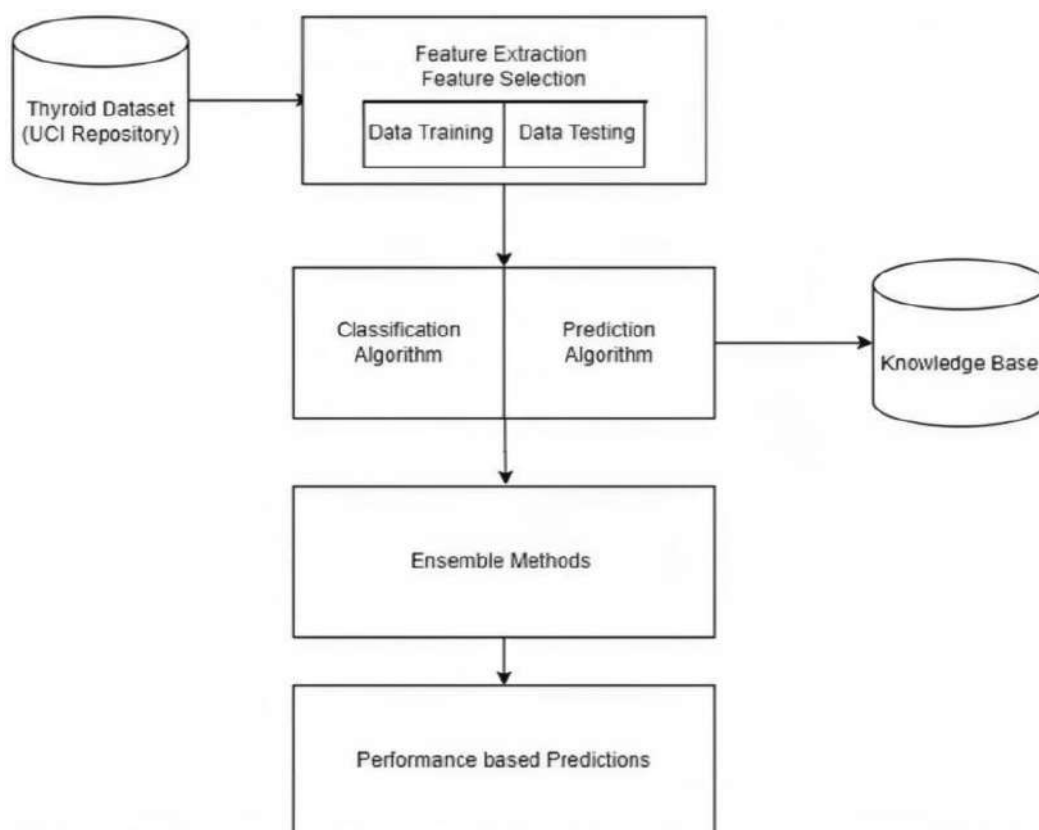 Thyroid Dataset
(UCI Repository)
Feature Extraction
Feature Selection
Data Training
Data Testing
Classification
Algorithm
Prediction
Algorithm
Knowledge Base
Ensemble Methods
Performance based Predictions